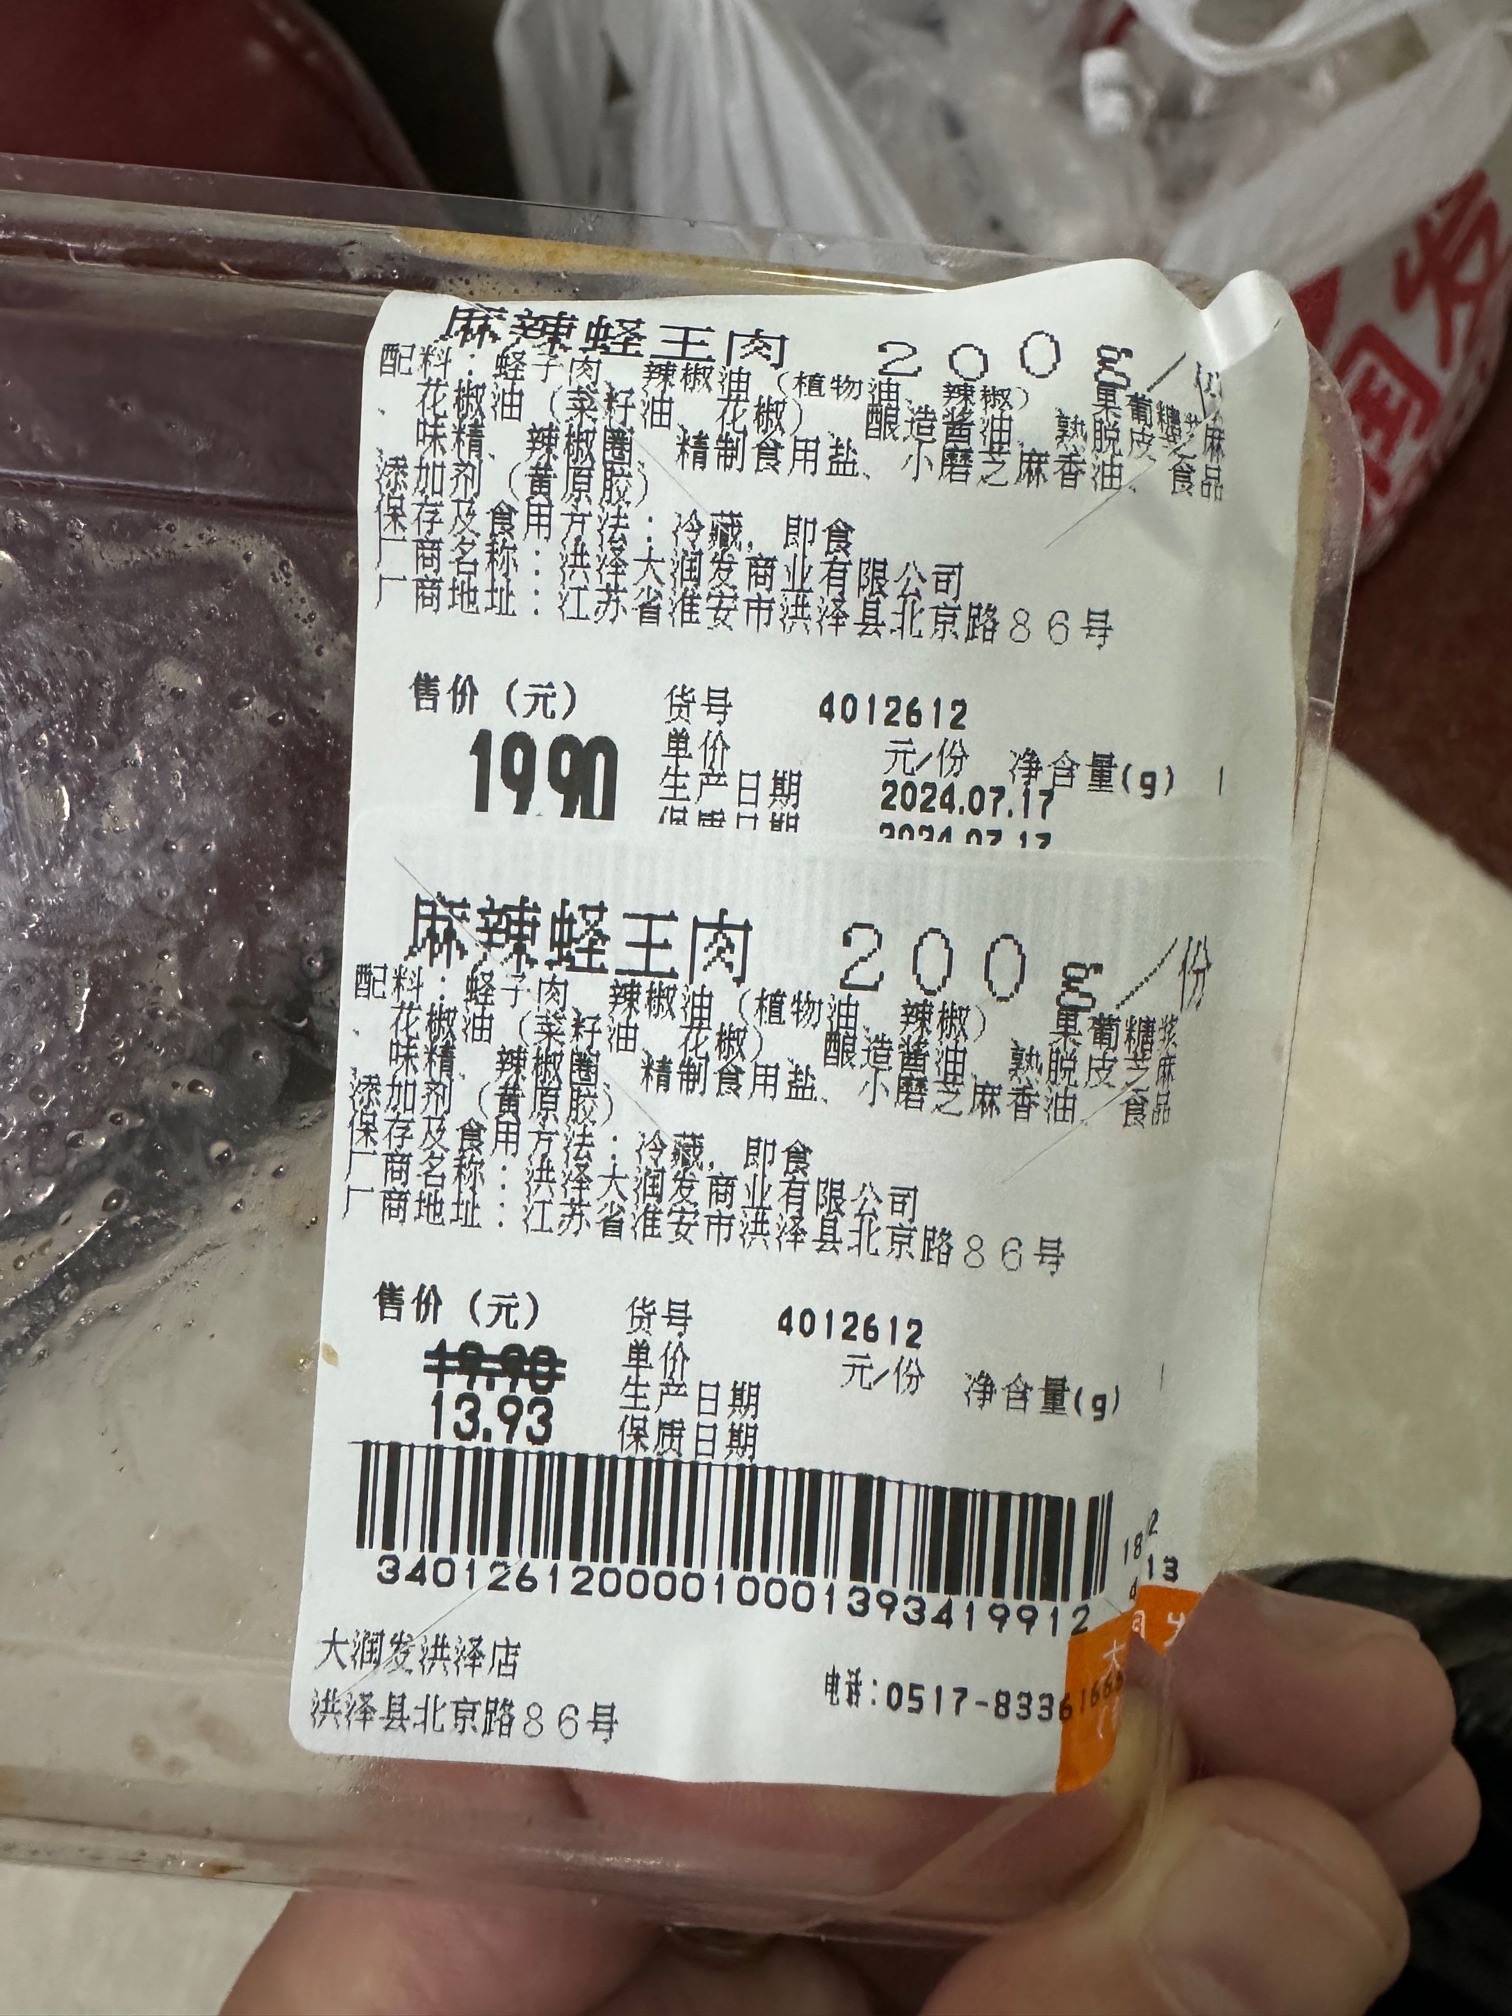 麻辣蛏王肉 200g/份
配料：蛏子肉、辣椒油（植物油、辣椒）、果葡糖浆
、花椒油（菜籽油、花椒）、酿造酱油、熟脱皮芝麻
、味精、辣椒圈、精制食用盐、小磨芝麻香油、食品
添加剂（黄原胶）
保存及食用方法：冷藏，即食
厂商名称：洪泽大润发商业有限公司
厂商地址：江苏省淮安市洪泽县北京路86号
售价（元） 货号 4012612
19.90 单价 元/份 净含量(g)
生产日期 2024.07.17
保质日期 2024.07.17
麻辣蛏王肉 200g/份
配料：蛏子肉、辣椒油（植物油、辣椒）、果葡糖浆
、花椒油（菜籽油、花椒）、酿造酱油、熟脱皮芝麻
、味精、辣椒圈、精制食用盐、小磨芝麻香油、食品
添加剂（黄原胶）
保存及食用方法：冷藏，即食
厂商名称：洪泽大润发商业有限公司
厂商地址：江苏省淮安市洪泽县北京路86号
售价（元） 货号 4012612
19.90 单价 元/份 净含量(g)
13.93 生产日期
保质日期
34012612000010001393419912
大润发洪泽店
洪泽县北京路86号 电话:0517-83361666
润发